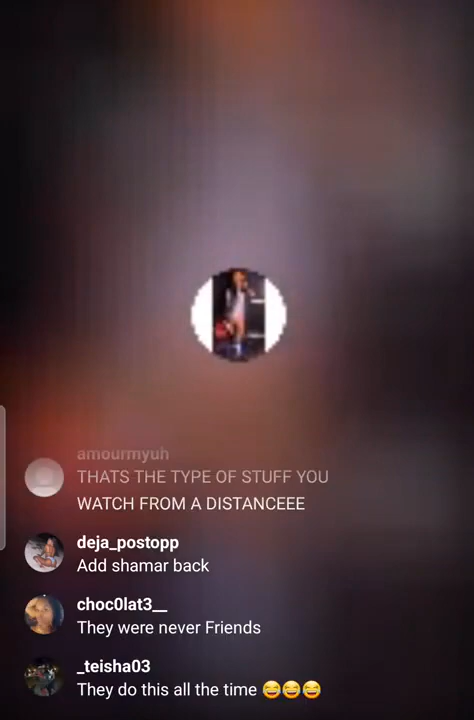 amourmyuh
THATS THE TYPE OF STUFF YOU
WATCH FROM A DISTANCEEE
deja_postopp
Add shamar back
choc0lat3__
They were never Friends
_teisha03
They do this all the time 😂😂😂